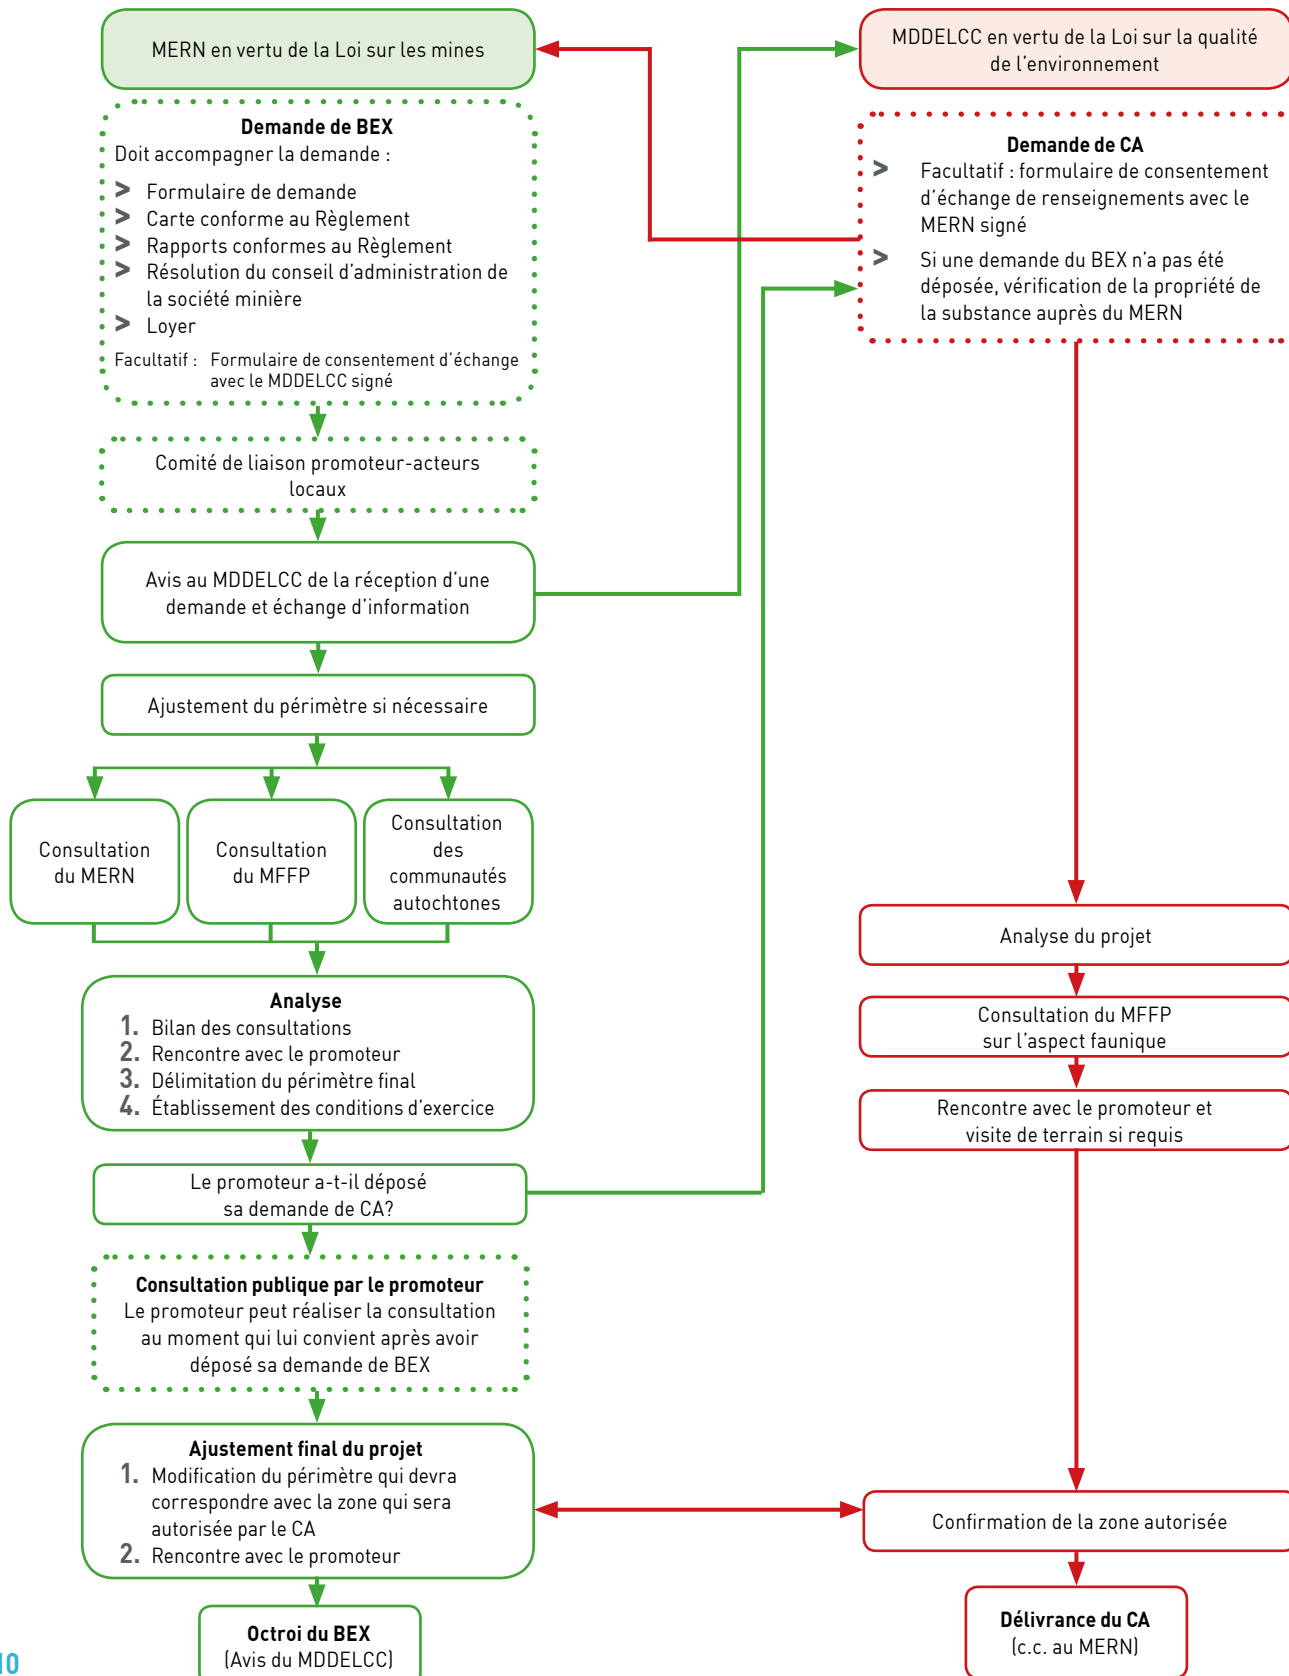 MERN en vertu de la Loi sur les mines
Demande de BEX
Doit accompagner la demande :
> Formulaire de demande
> Carte conforme au Règlement
> Rapports conformes au Règlement
> Résolution du conseil d'administration de
la société minière
> Loyer
Facultatif : Formulaire de consentement d'échange
avec le MDDELCC signé
Comité de liaison promoteur-acteurs
locaux
Avis au MDDELCC de la réception d'une
demande et échange d'information
Ajustement du périmètre si nécessaire
Consultation
du MERN
Consultation
du MFFP
Consultation
des
communautés
autochtones
Analyse
1. Bilan des consultations
2. Rencontre avec le promoteur
3. Délimitation du périmètre final
4. Établissement des conditions d'exercice
Le promoteur a-t-il déposé
sa demande de CA?
Consultation publique par le promoteur
Le promoteur peut réaliser la consultation
au moment qui lui convient après avoir
déposé sa demande de BEX
Ajustement final du projet
1. Modification du périmètre qui devra
correspondre avec la zone qui sera
autorisée par le CA
2. Rencontre avec le promoteur
Octroi du BEX
(Avis du MDDELCC)
MDDELCC en vertu de la Loi sur la qualité
de l'environnement
Demande de CA
> Facultatif : formulaire de consentement
d'échange de renseignements avec le
MERN signé
> Si une demande du BEX n'a pas été
déposée, vérification de la propriété de
la substance auprès du MERN
Analyse du projet
Consultation du MFFP
sur l'aspect faunique
Rencontre avec le promoteur et
visite de terrain si requis
Confirmation de la zone autorisée
Délivrance du CA
(c.c. au MERN)
10